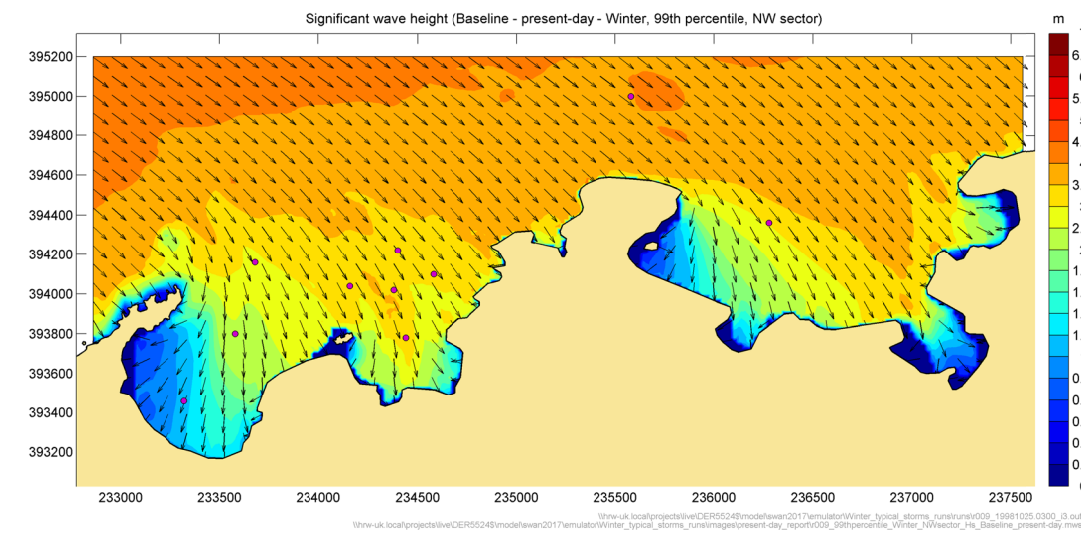 Significant wave height (Baseline - present-day - Winter, 99th percentile, NW sector)
m
395200
395000
394800
394600
394400
394200
394000
393800
393600
393400
393200
233000 233500 234000 234500 235000 235500 236000 236500 237000 237500
\\hrw-uk.local\projects\live\DER5524$\model\swan2017\emulator\Winter_typical_storms_runs\runs\r009_19981025.0300_i3.out
\\hrw-uk.local\projects\live\DER5524$\model\swan2017\emulator\Winter_typical_storms_runs\images\present-day_report\r009_99thpercentile_Winter_NWsector_Hs_Baseline_present-day.mws